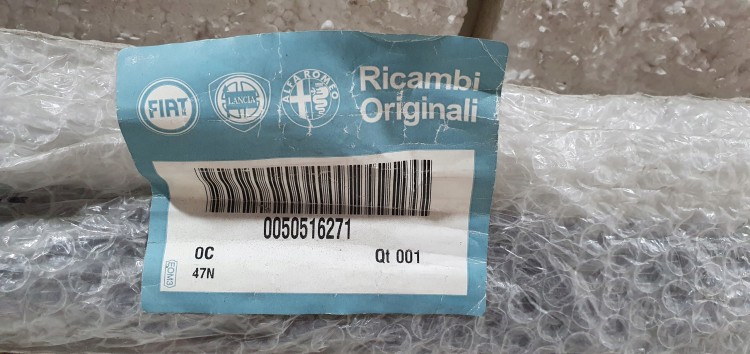 FIAT
LANCIA
ALFA ROMEO
Ricambi
Originali
0050516271
OC
Qt 001
47N